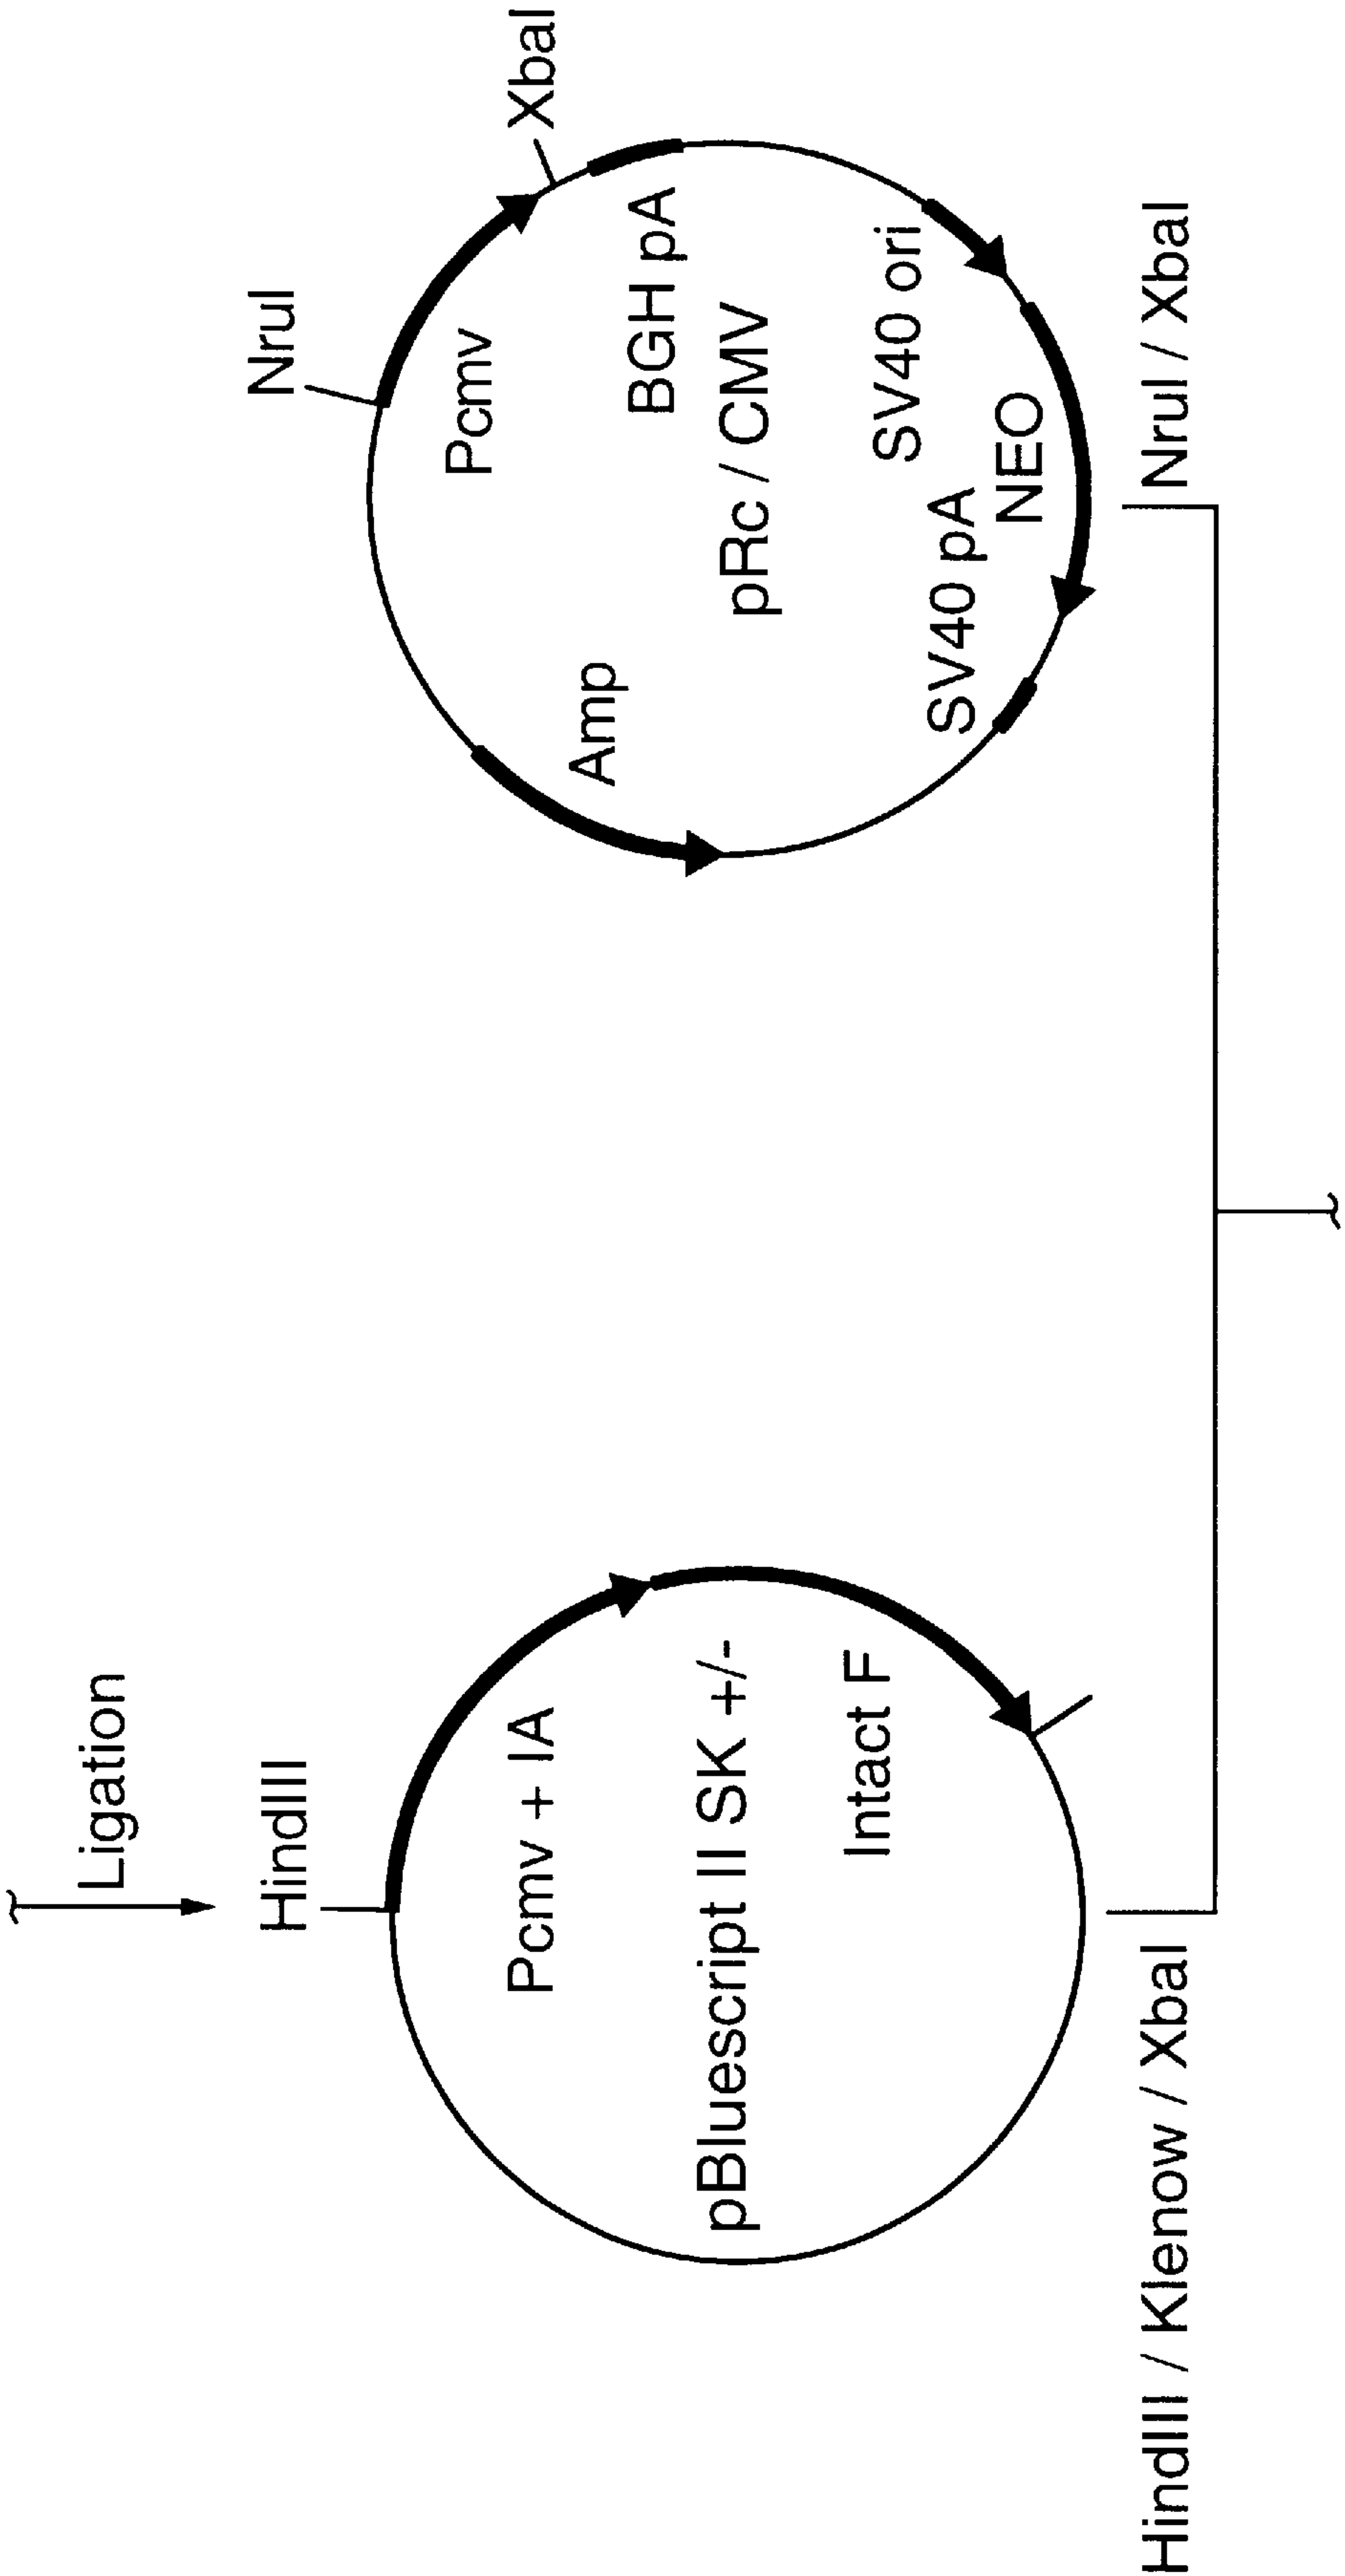 Ligation
HindIII
Pcmv + IA
pBluescript II SK +/-
Intact F
HindIII / Klenow / XbaI
NruI
XbaI
Pcmv
Amp
BGH pA
pRc / CMV
SV40 ori
SV40 pA
NEO
NruI / XbaI